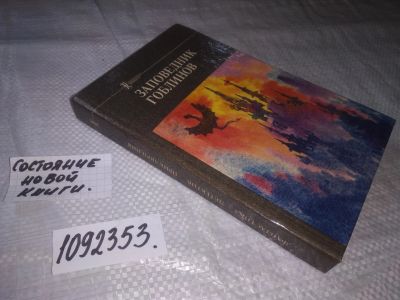 ЗАПОВЕДНИК
ГОБЛИНОВ
СОСТОЯНИЕ
НОВОЙ
КНИГИ.
1092353.